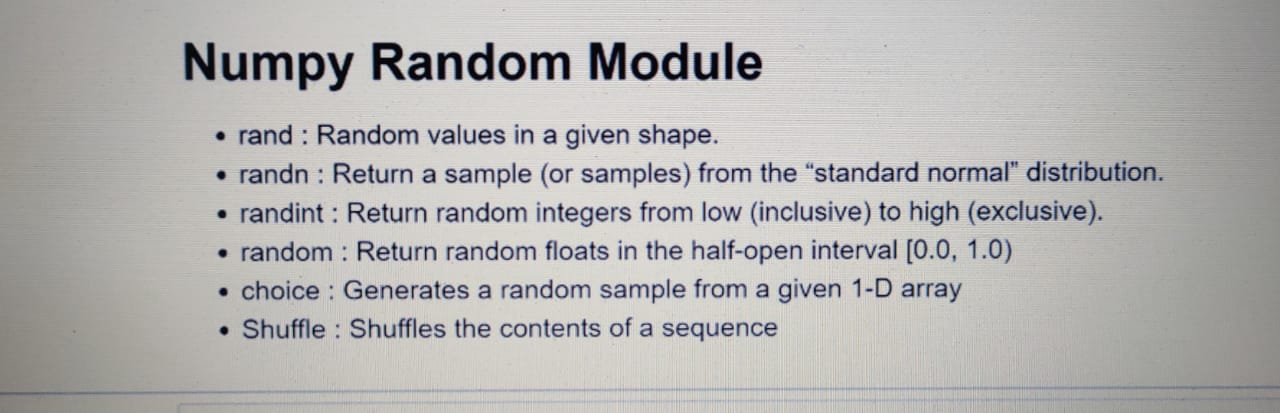 Numpy Random Module
• rand : Random values in a given shape.
• randn : Return a sample (or samples) from the “standard normal” distribution.
• randint : Return random integers from low (inclusive) to high (exclusive).
• random : Return random floats in the half-open interval [0.0, 1.0)
• choice : Generates a random sample from a given 1-D array
• Shuffle : Shuffles the contents of a sequence